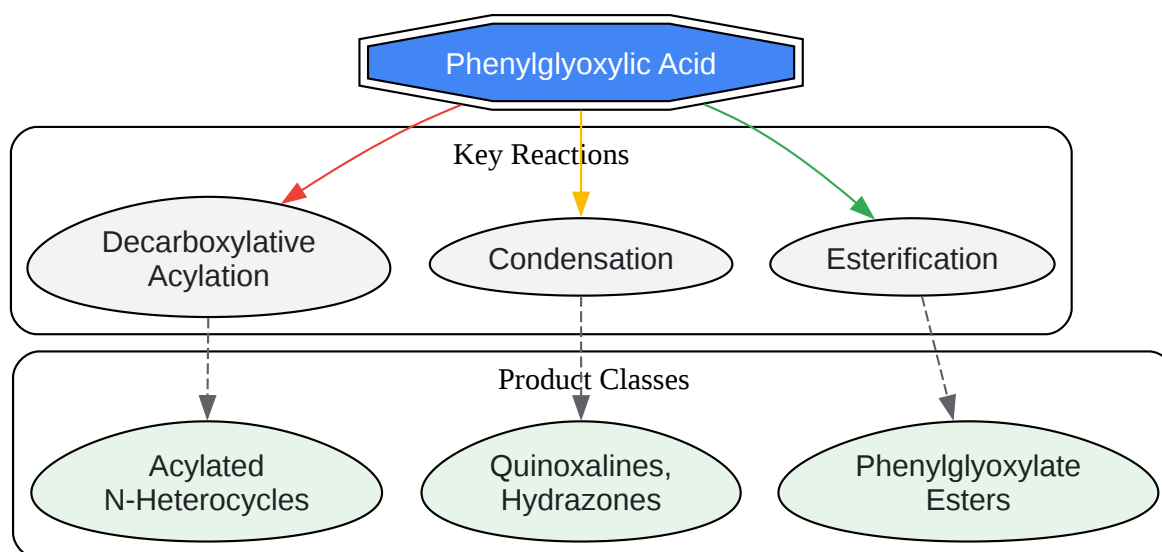 Phenylglyoxylic Acid
Key Reactions
Decarboxylative
Acylation
Condensation
Esterification
Product Classes
Acylated
N-Heterocycles
Quinoxalines,
Hydrazones
Phenylglyoxylate
Esters